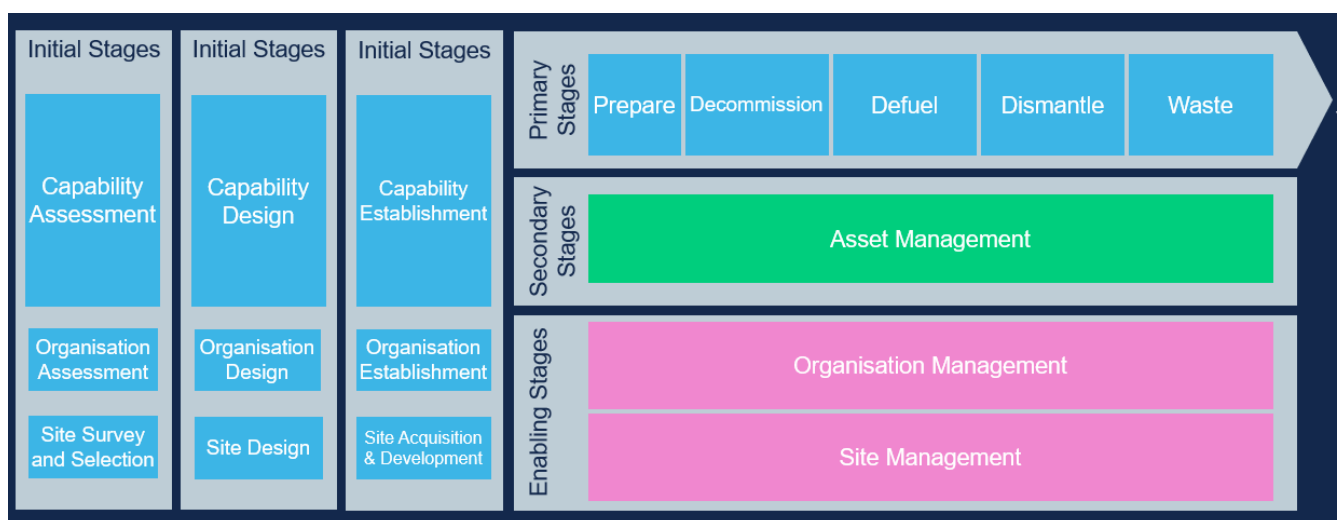 Initial Stages
Capability
Assessment
Organisation
Assessment
Site Survey
and Selection
Initial Stages
Capability
Design
Organisation
Design
Site Design
Initial Stages
Capability
Establishment
Organisation
Establishment
Site Acquisition
& Development
Primary
Stages
Prepare
Decommission
Defuel
Dismantle
Waste
Secondary
Stages
Asset Management
Enabling Stages
Organisation Management
Site Management